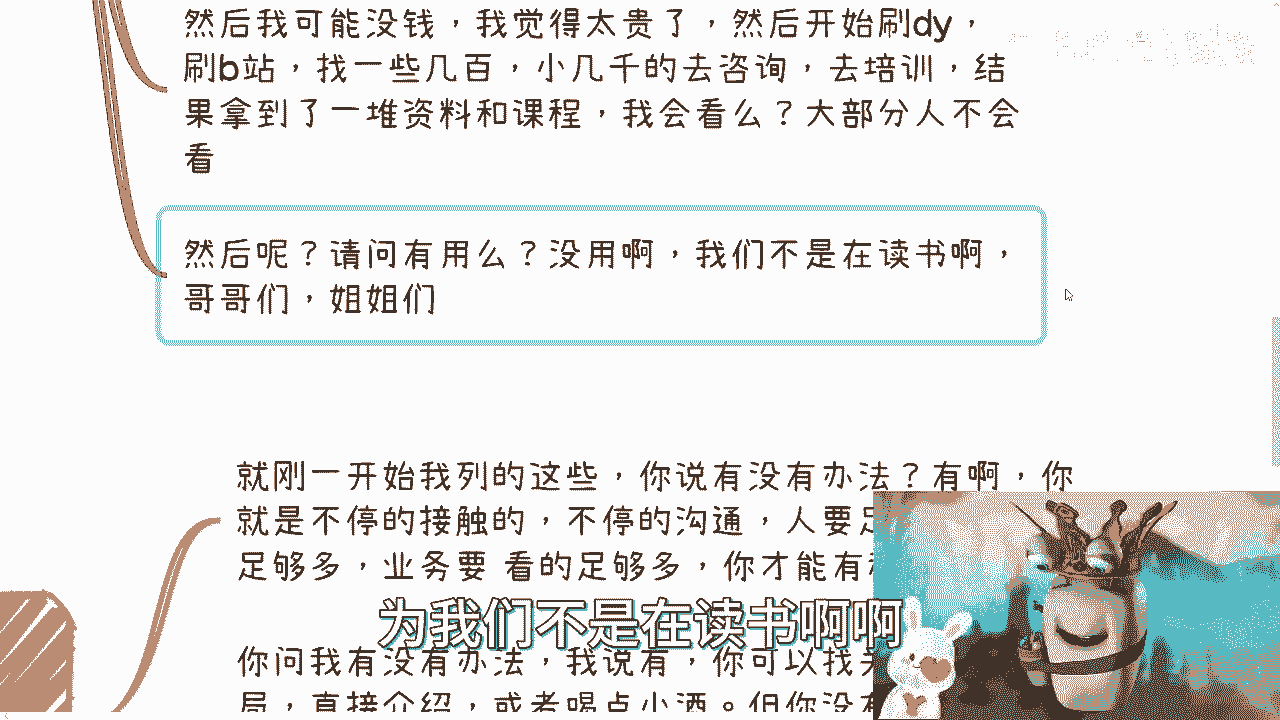 然后我可能没钱，我觉得太贵了，然后开始刷dy，
刷b站，找一些几百，小几千的去咨询，去培训，结
果拿到了一堆资料和课程，我会看么？大部分人不会
看
然后呢？请问有用么？没用啊，我们不是在读书啊，
哥哥们，姐姐们
就刚一开始我列的这些，你说有没有办法？有啊，你
就是不停的接触的，不停的沟通，人要
足够多，业务要 看的足够多，你才能有
为我们不是在读书啊啊
你问我有没有办法，我说有，你可以找
局，直接介绍，或者喝点小酒。但你没